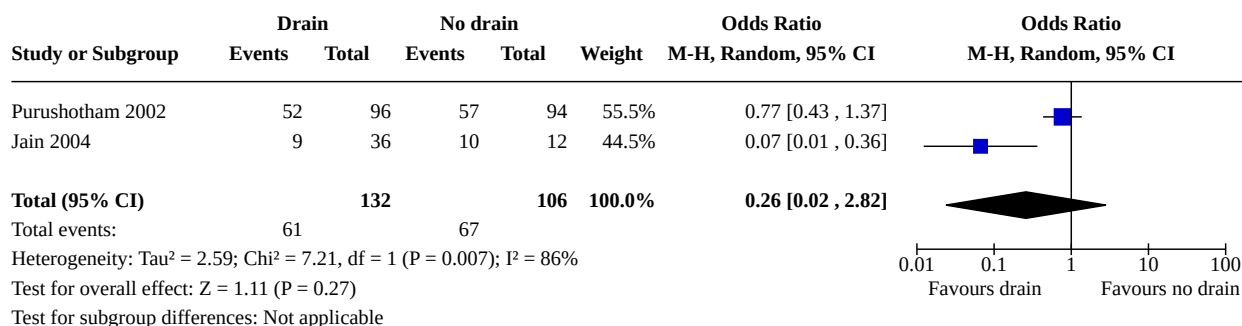 Drain No drain Odds Ratio Odds Ratio
Study or Subgroup Events Total Events Total Weight M-H, Random, 95% CI M-H, Random, 95% CI
Purushotham 2002 52 96 57 94 55.5% 0.77 [0.43 , 1.37]
Jain 2004 9 36 10 12 44.5% 0.07 [0.01 , 0.36]
Total (95% CI) 132 106 100.0% 0.26 [0.02 , 2.82]
Total events: 61 67
Heterogeneity: Tau² = 2.59; Chi² = 7.21, df = 1 (P = 0.007); I² = 86%
0.01 0.1 1 10 100
Test for overall effect: Z = 1.11 (P = 0.27)
Favours drain Favours no drain
Test for subgroup differences: Not applicable